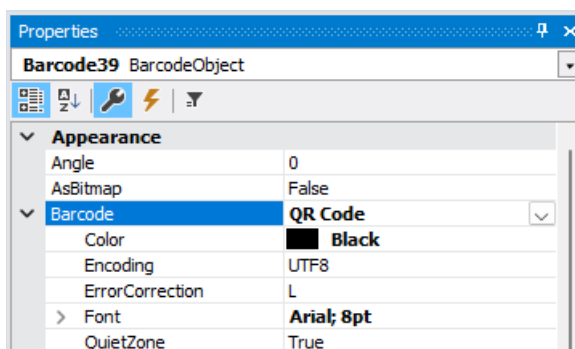 Properties
Barcode39 BarcodeObject
Appearance
Angle 0
AsBitmap False
Barcode QR Code
Color Black
Encoding UTF8
ErrorCorrection L
Font Arial; 8pt
QuietZone True